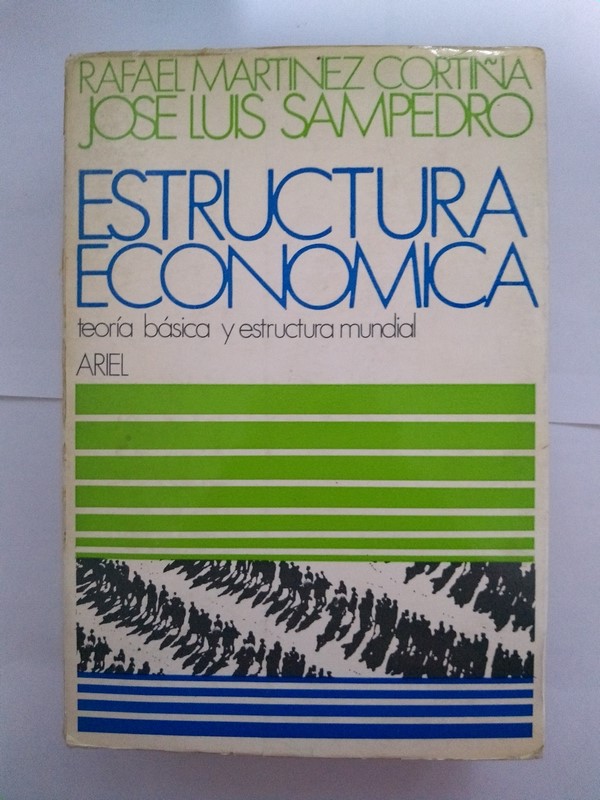 RAFAEL MARTINEZ CORTIÑA
JOSE LUIS SAMPEDRO
ESTRUCTURA
ECONOMICA
teoría básica y estructura mundial
ARIEL